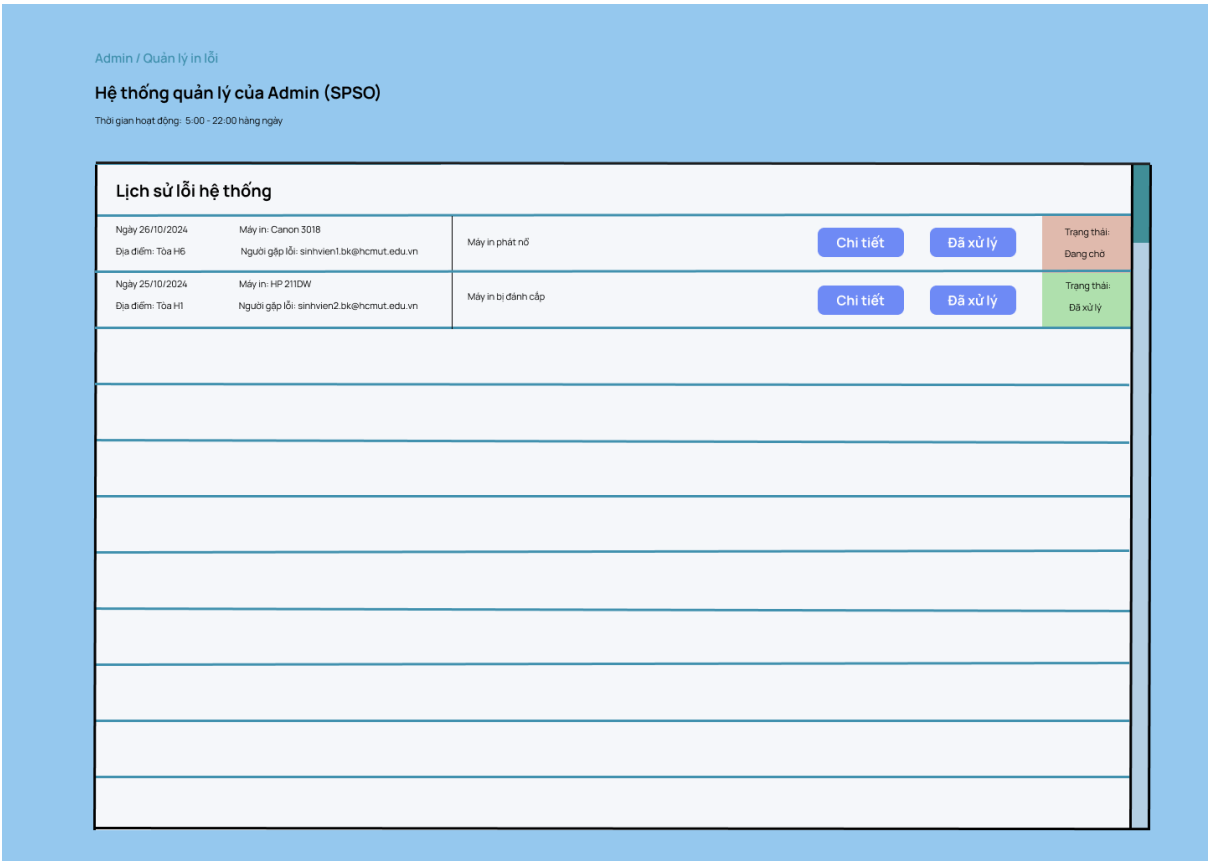 Admin / Quản lý in lỗi
Hệ thống quản lý của Admin (SPSO)
Thời gian hoạt động: 5:00 - 22:00 hàng ngày
Lịch sử lỗi hệ thống
Ngày 26/10/2024 Máy in: Canon 3018
Địa điểm: Tòa H6 Người gặp lỗi: sinhvien1.bk@hcmut.edu.vn
Máy in phát nổ
Chi tiết
Đã xử lý
Trạng thái:
Đang chờ
Ngày 25/10/2024 Máy in: HP 211DW
Địa điểm: Tòa H1 Người gặp lỗi: sinhvien2.bk@hcmut.edu.vn
Máy in bị đánh cắp
Chi tiết
Đã xử lý
Trạng thái:
Đã xử lý